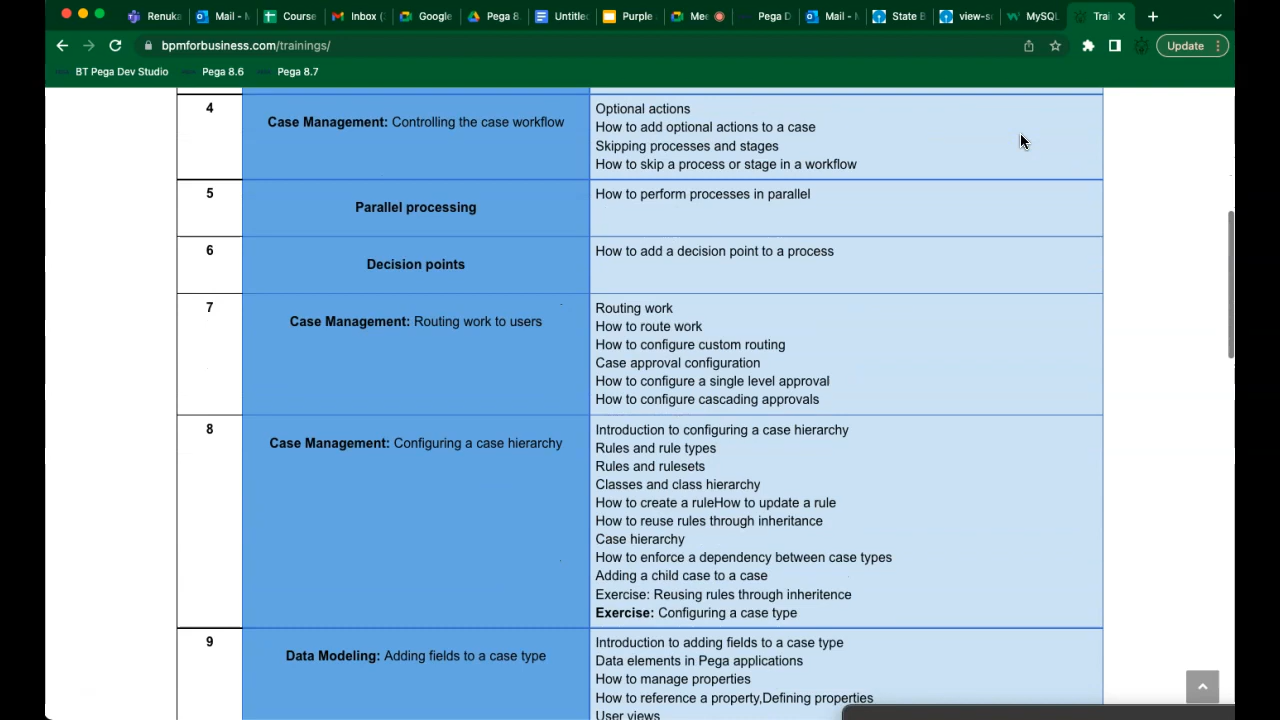 Renuka
Mail -
Course
Inbox (
Google
Pega 8.
Untitle
Purple
Mee
Pega D
Mail -
State B
view-s
MySQL
Trai
bpmforbusiness.com/trainings/
Update
BT Pega Dev Studio
Pega 8.6
Pega 8.7
4
Case Management: Controlling the case workflow
Optional actions
How to add optional actions to a case
Skipping processes and stages
How to skip a process or stage in a workflow
5
Parallel processing
How to perform processes in parallel
6
Decision points
How to add a decision point to a process
7
Case Management: Routing work to users
Routing work
How to route work
How to configure custom routing
Case approval configuration
How to configure a single level approval
How to configure cascading approvals
8
Case Management: Configuring a case hierarchy
Introduction to configuring a case hierarchy
Rules and rule types
Rules and rulesets
Classes and class hierarchy
How to create a ruleHow to update a rule
How to reuse rules through inheritance
Case hierarchy
How to enforce a dependency between case types
Adding a child case to a case
Exercise: Reusing rules through inheritence
Exercise: Configuring a case type
9
Data Modeling: Adding fields to a case type
Introduction to adding fields to a case type
Data elements in Pega applications
How to manage properties
How to reference a property,Defining properties
User views